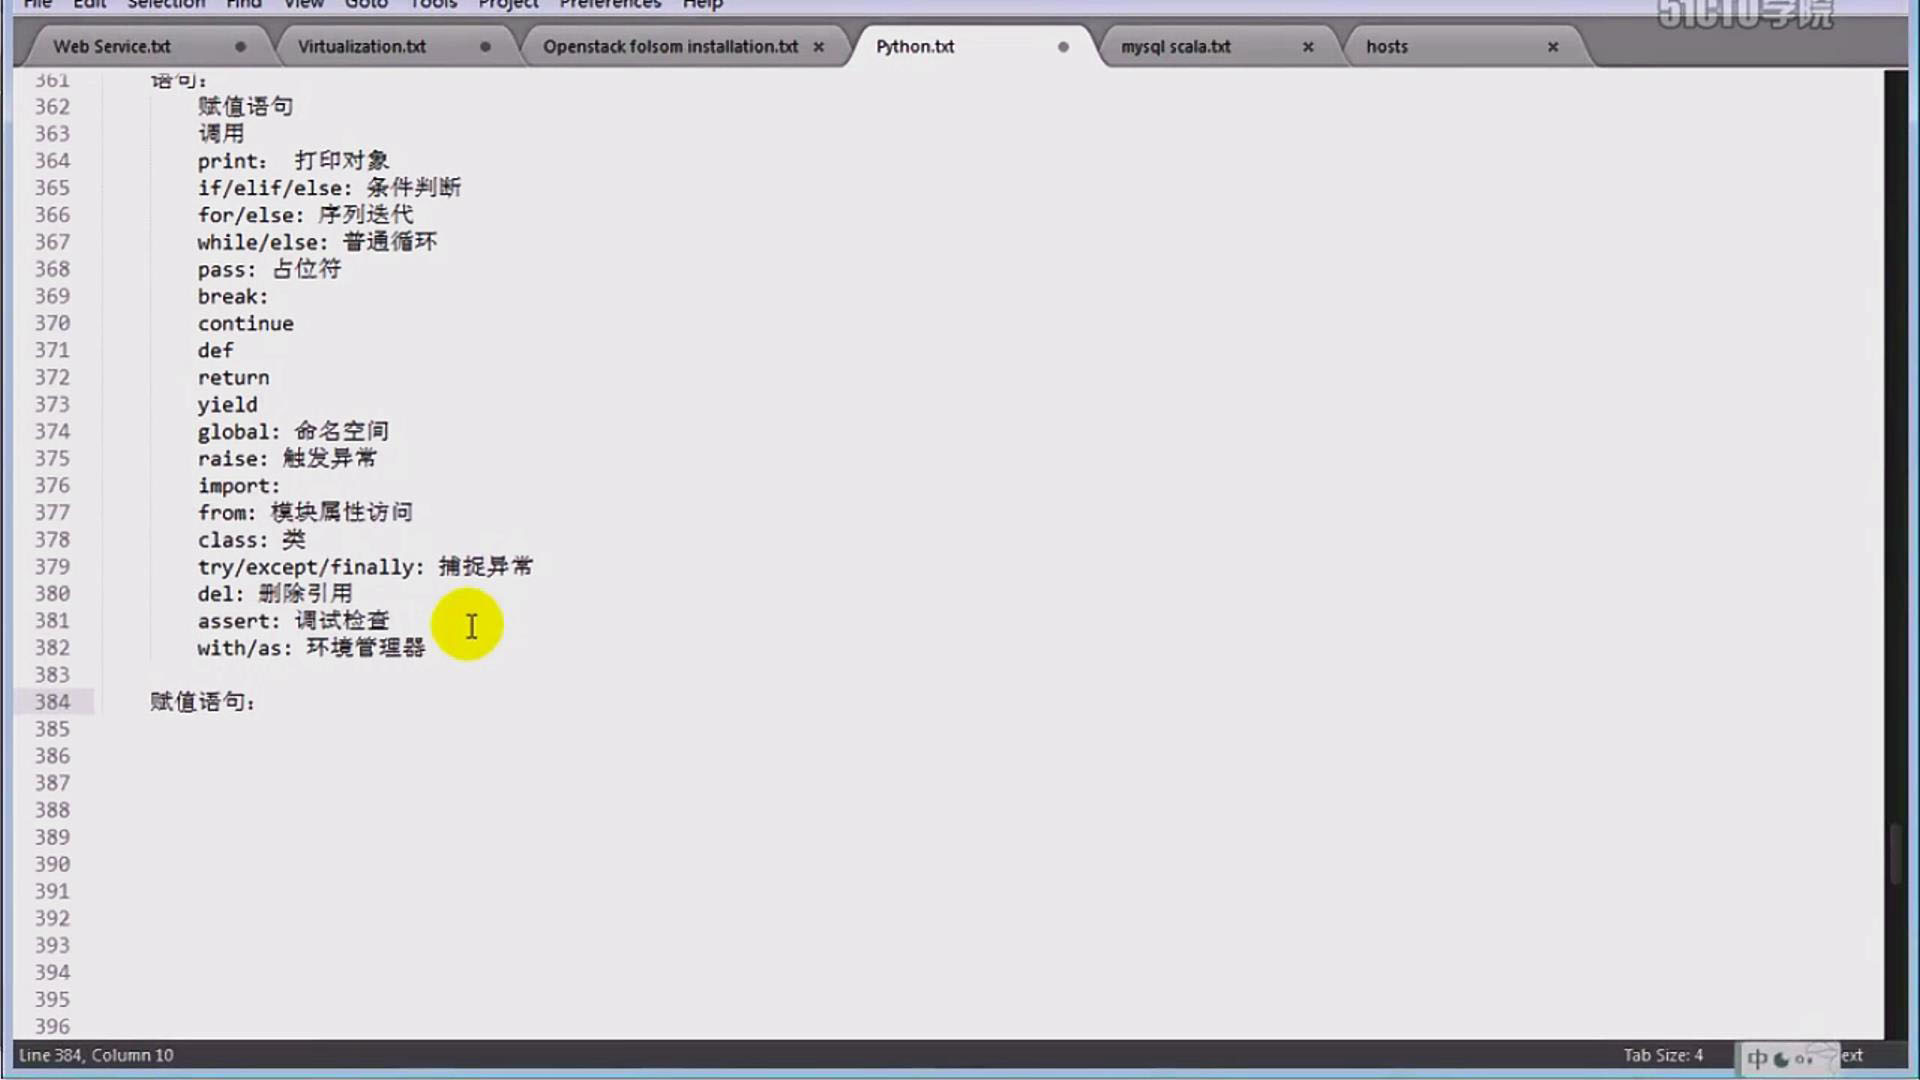 File Edit Selection Find View Goto Tools Project Preferences Help
51CTO学院
Web Service.txt Virtualization.txt Openstack folsom installation.txt Python.txt mysql scala.txt hosts
361 语句:
362 赋值语句
363 调用
364 print: 打印对象
365 if/elif/else: 条件判断
366 for/else: 序列迭代
367 while/else: 普通循环
368 pass: 占位符
369 break:
370 continue
371 def
372 return
373 yield
374 global: 命名空间
375 raise: 触发异常
376 import:
377 from: 模块属性访问
378 class: 类
379 try/except/finally: 捕捉异常
380 del: 删除引用
381 assert: 调试检查
382 with/as: 环境管理器
383
384 赋值语句:
385
386
387
388
389
390
391
392
393
394
395
396
Line 384, Column 10 Tab Size: 4 中 ext